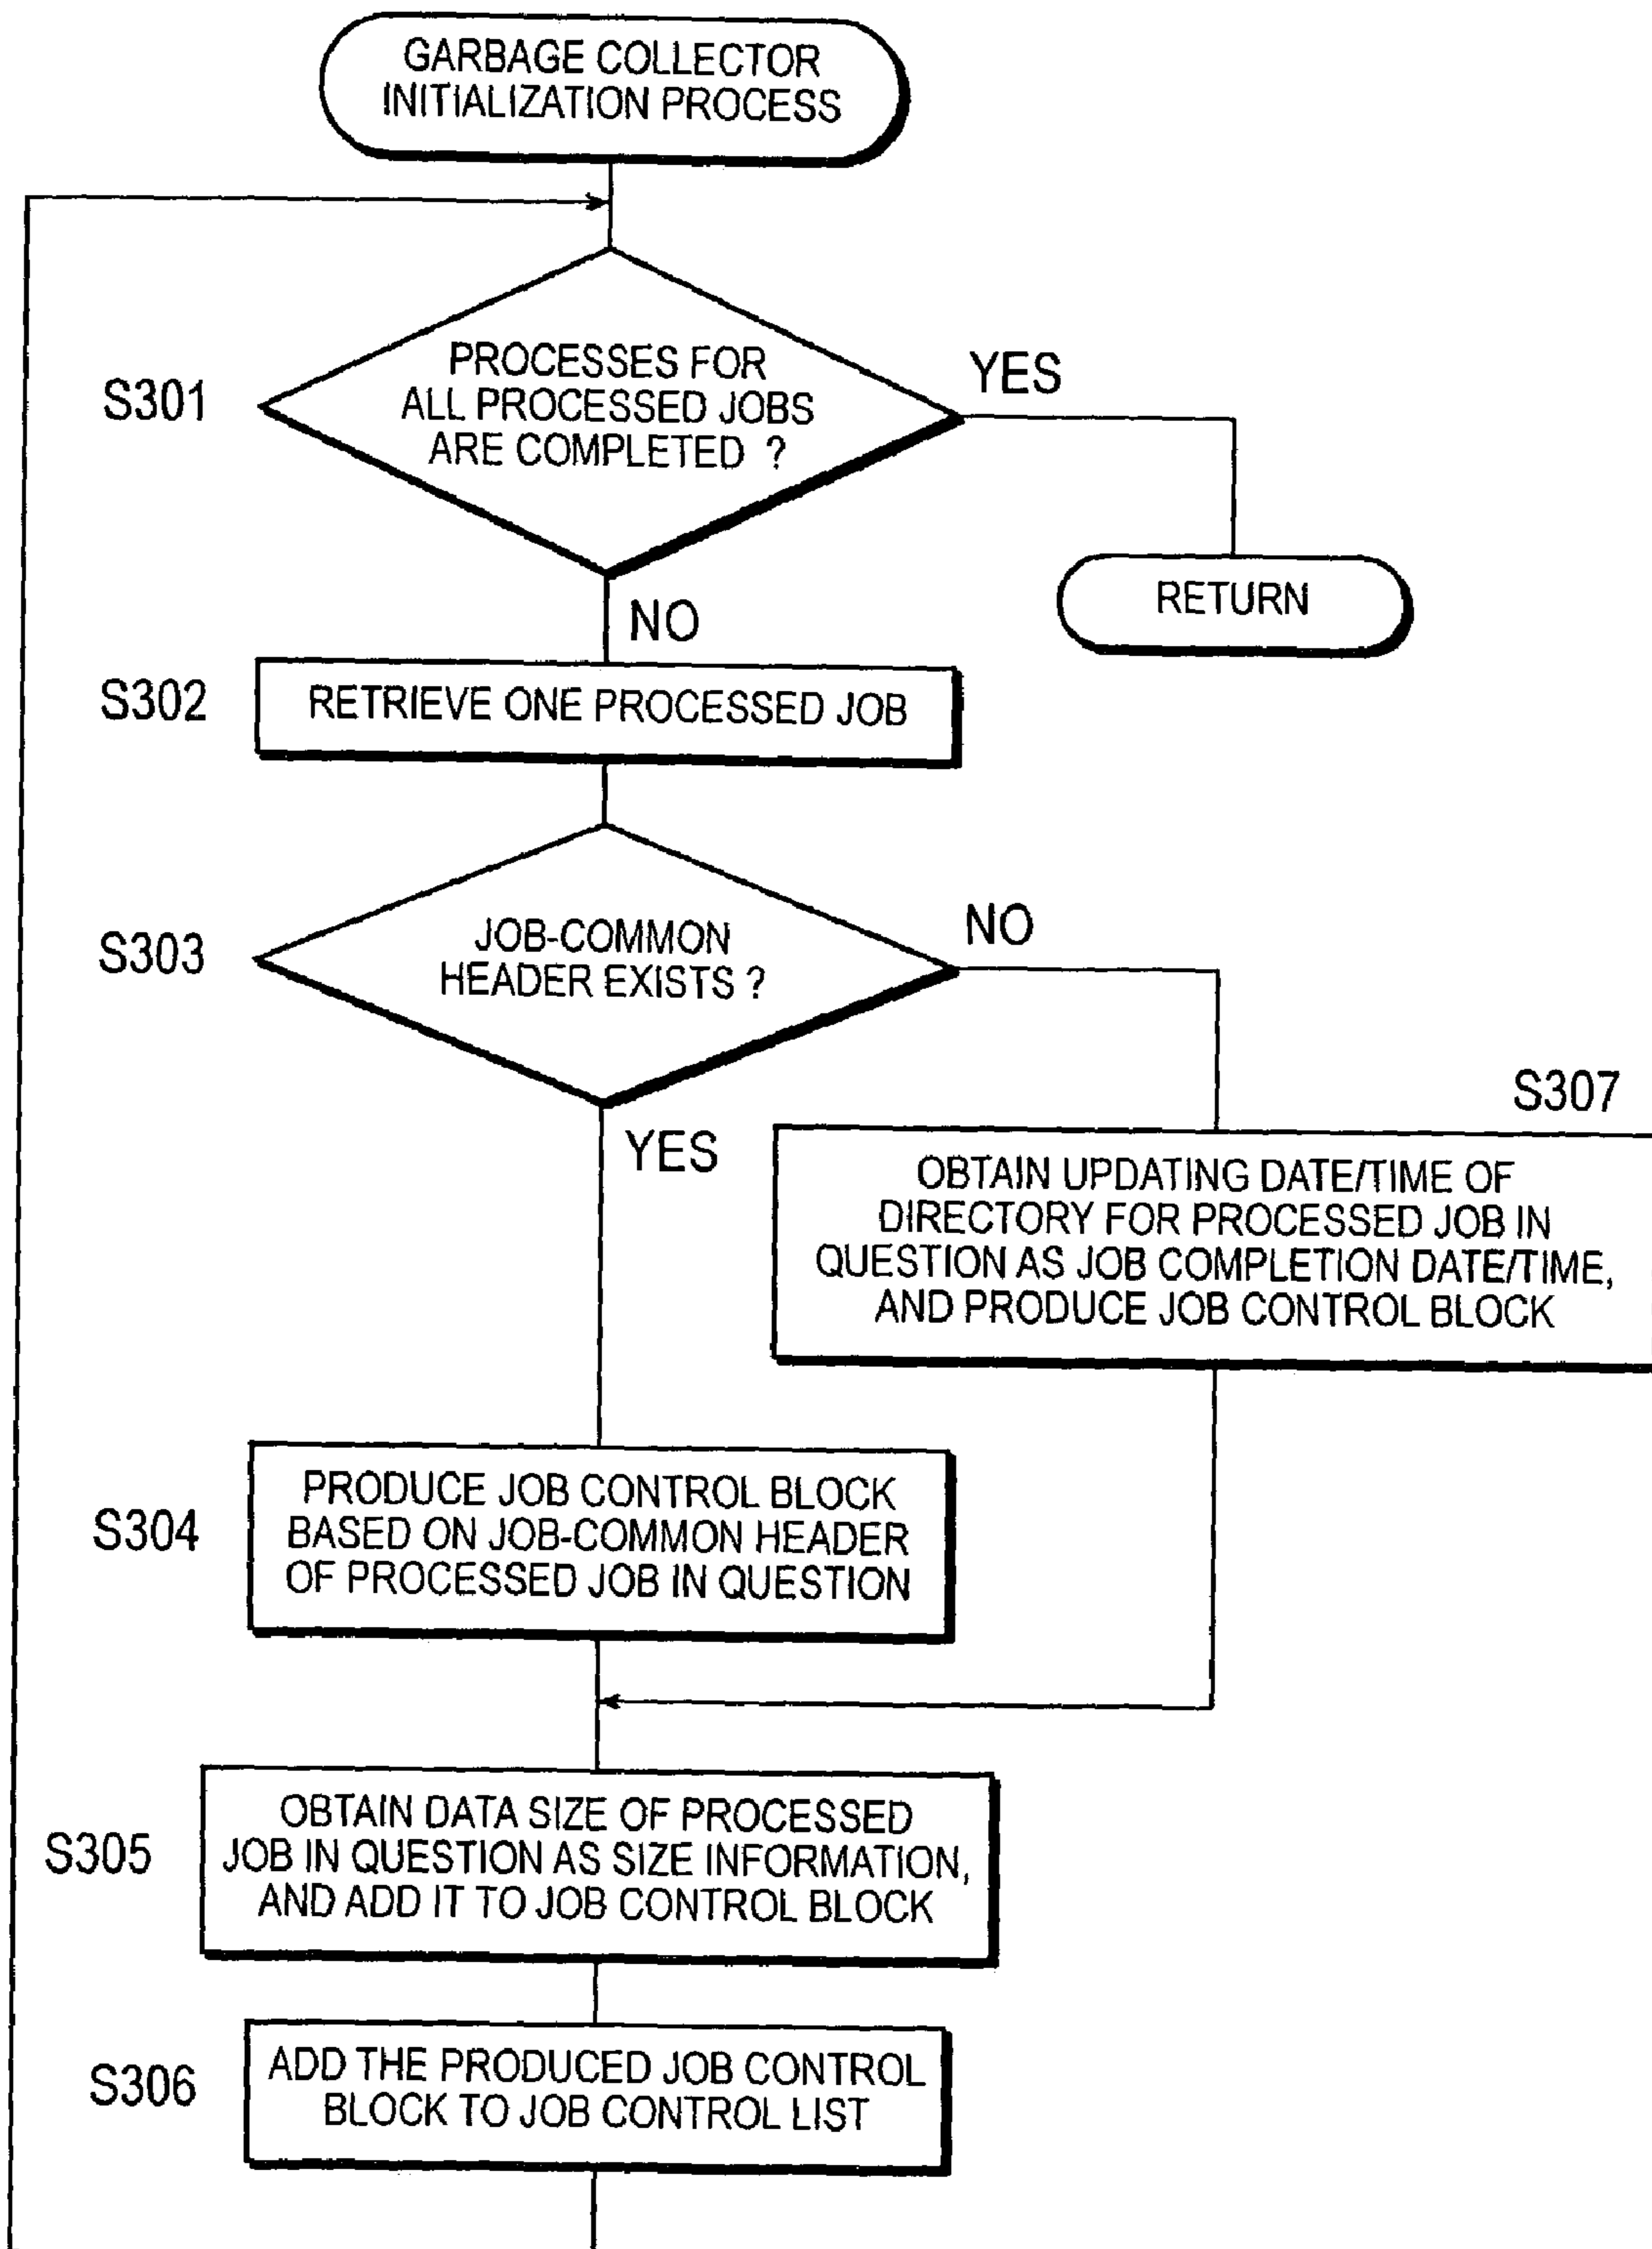 GARBAGE COLLECTOR
INITIALIZATION PROCESS
S301
PROCESSES FOR
ALL PROCESSED JOBS
ARE COMPLETED ?
YES
RETURN
NO
S302
RETRIEVE ONE PROCESSED JOB
S303
JOB-COMMON
HEADER EXISTS ?
NO
YES
S307
OBTAIN UPDATING DATE/TIME OF
DIRECTORY FOR PROCESSED JOB IN
QUESTION AS JOB COMPLETION DATE/TIME,
AND PRODUCE JOB CONTROL BLOCK
S304
PRODUCE JOB CONTROL BLOCK
BASED ON JOB-COMMON HEADER
OF PROCESSED JOB IN QUESTION
S305
OBTAIN DATA SIZE OF PROCESSED
JOB IN QUESTION AS SIZE INFORMATION,
AND ADD IT TO JOB CONTROL BLOCK
S306
ADD THE PRODUCED JOB CONTROL
BLOCK TO JOB CONTROL LIST